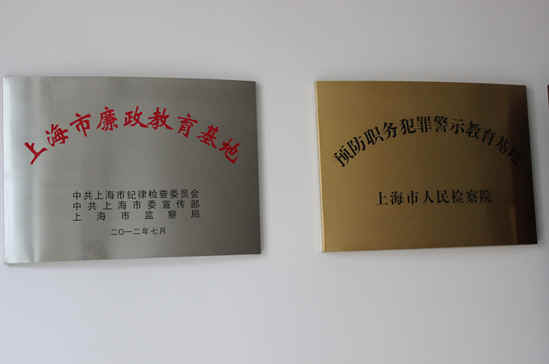 上海市廉政教育基地
中共上海市纪律检查委员会
中共上海市委宣传部
上海市监察局
二〇一二年七月
预防职务犯罪警示教育基地
上海市人民检察院